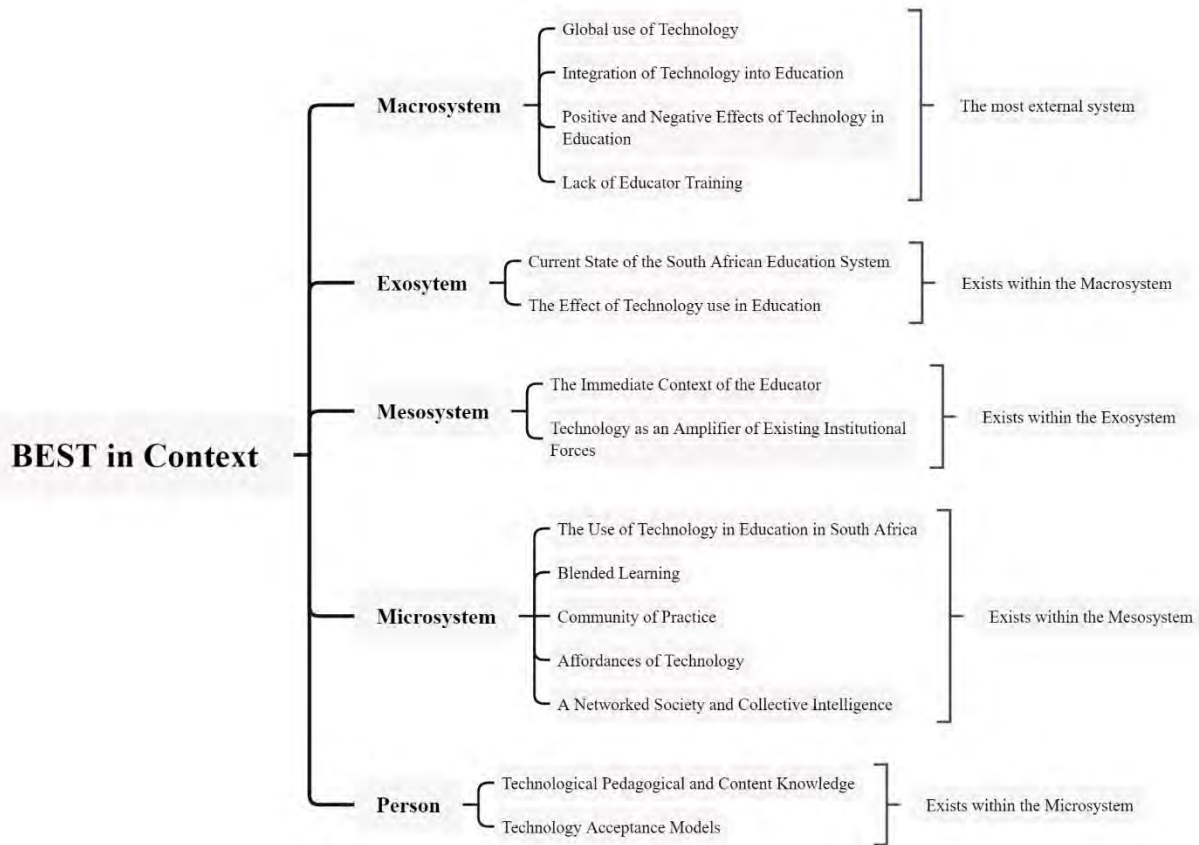 BEST in Context
Macrosystem
Global use of Technology
Integration of Technology into Education
Positive and Negative Effects of Technology in
Education
Lack of Educator Training
The most external system
Exosytem
Current State of the South African Education System
The Effect of Technology use in Education
Exists within the Macrosystem
Mesosystem
The Immediate Context of the Educator
Technology as an Amplifier of Existing Institutional
Forces
Exists within the Exosystem
Microsystem
The Use of Technology in Education in South Africa
Blended Learning
Community of Practice
Affordances of Technology
A Networked Society and Collective Intelligence
Exists within the Mesosystem
Person
Technological Pedagogical and Content Knowledge
Technology Acceptance Models
Exists within the Microsystem